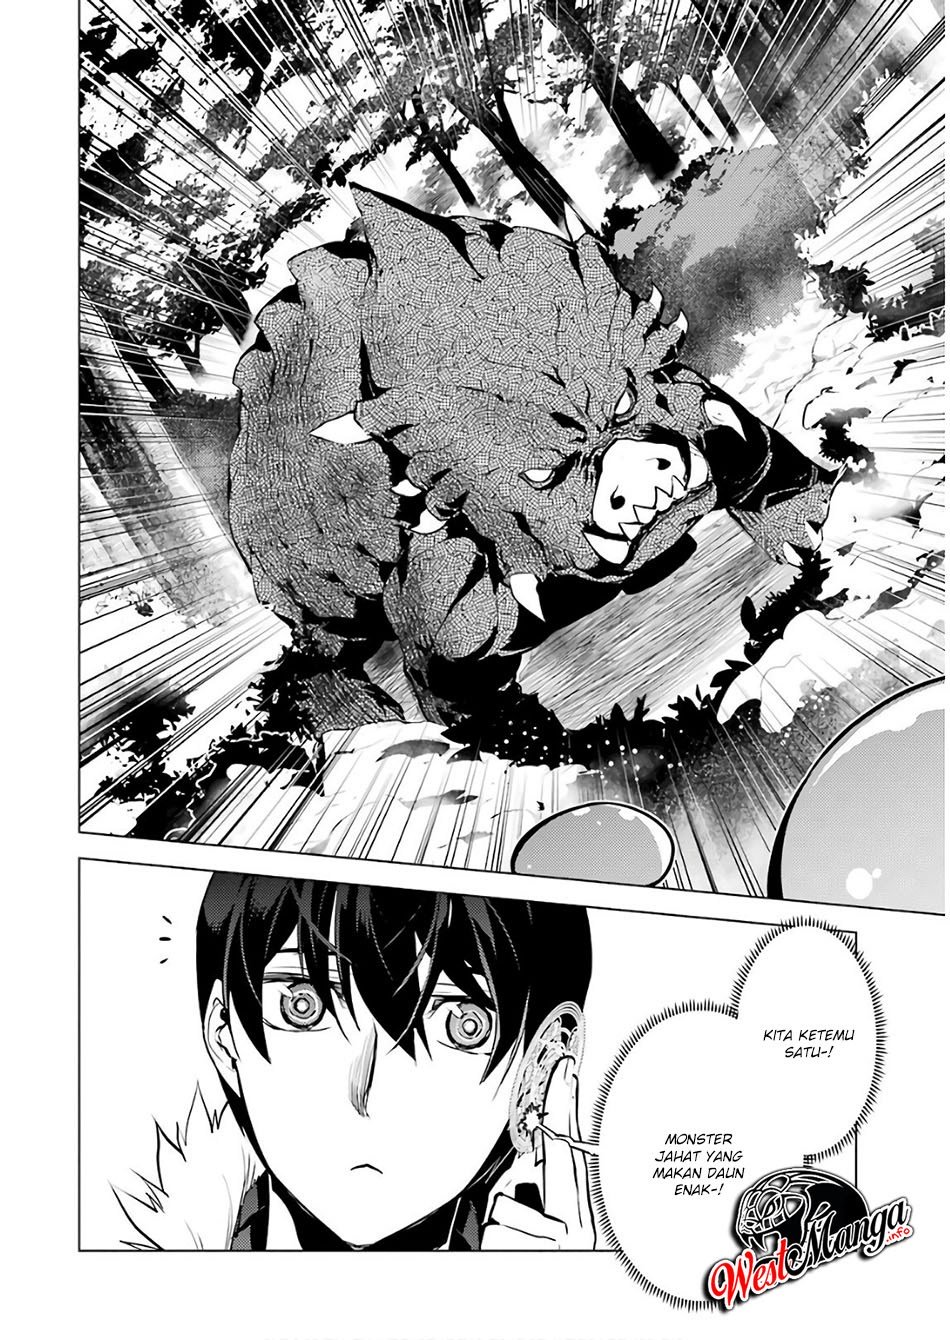 KITA KETEMU
SATU-!
MONSTER
JAHAT YANG
MAKAN DAUN
ENAK-!
WestManga
.info